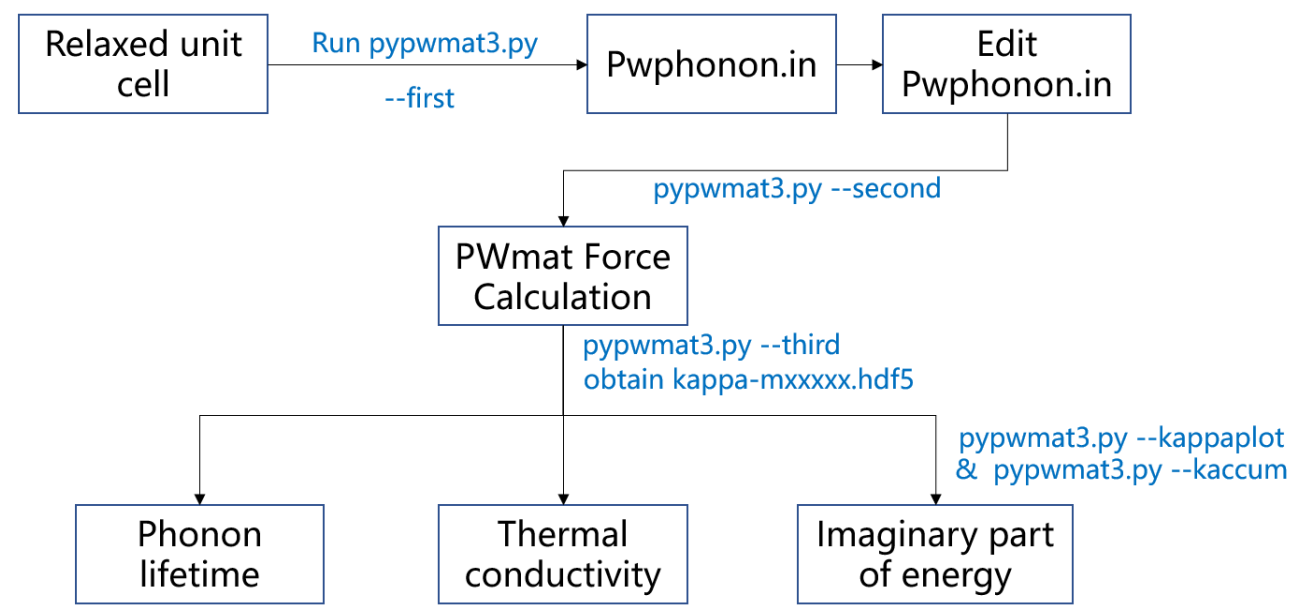 Relaxed unit
cell
Run pypwmat3.py
--first
Pwphonon.in
Edit
Pwphonon.in
pypwmat3.py --second
PWmat Force
Calculation
pypwmat3.py --third
obtain kappa-mxxxxx.hdf5
pypwmat3.py --kappaplot
& pypwmat3.py --kaccum
Phonon
lifetime
Thermal
conductivity
Imaginary part
of energy